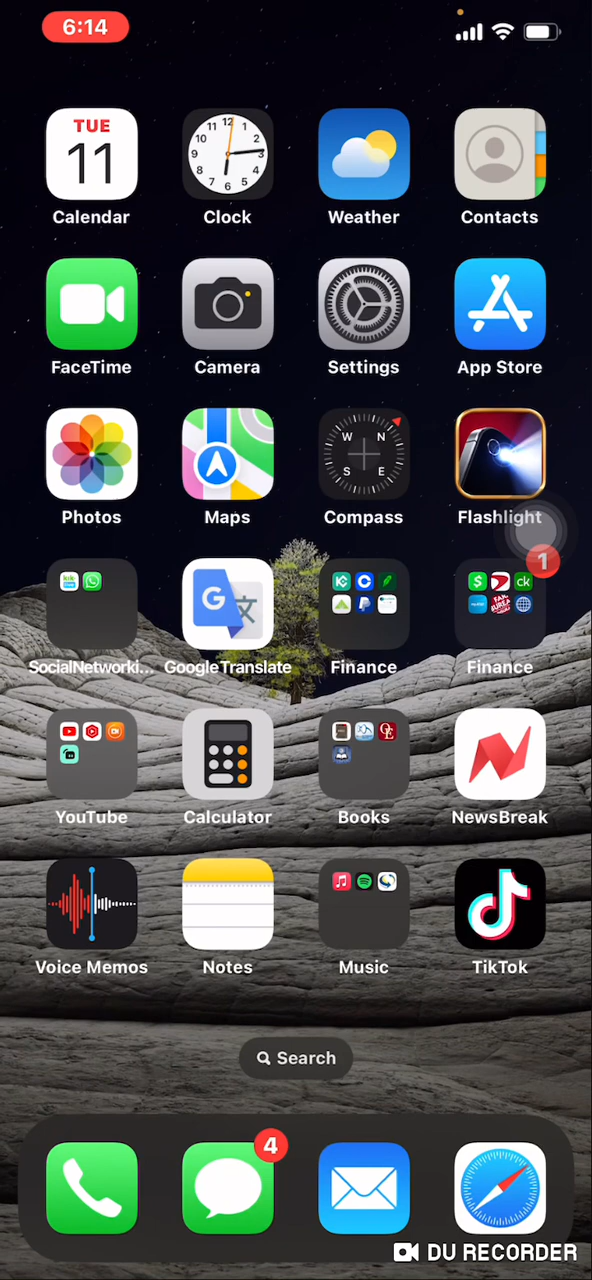 6:14
TUE
11
Calendar
Clock
Weather
Contacts
FaceTime
Camera
Settings
App Store
Photos
Maps
Compass
Flashlight
1
SocialNetworki...
GoogleTranslate
Finance
Finance
YouTube
Calculator
Books
NewsBreak
Voice Memos
Notes
Music
TikTok
Search
4
DU RECORDER